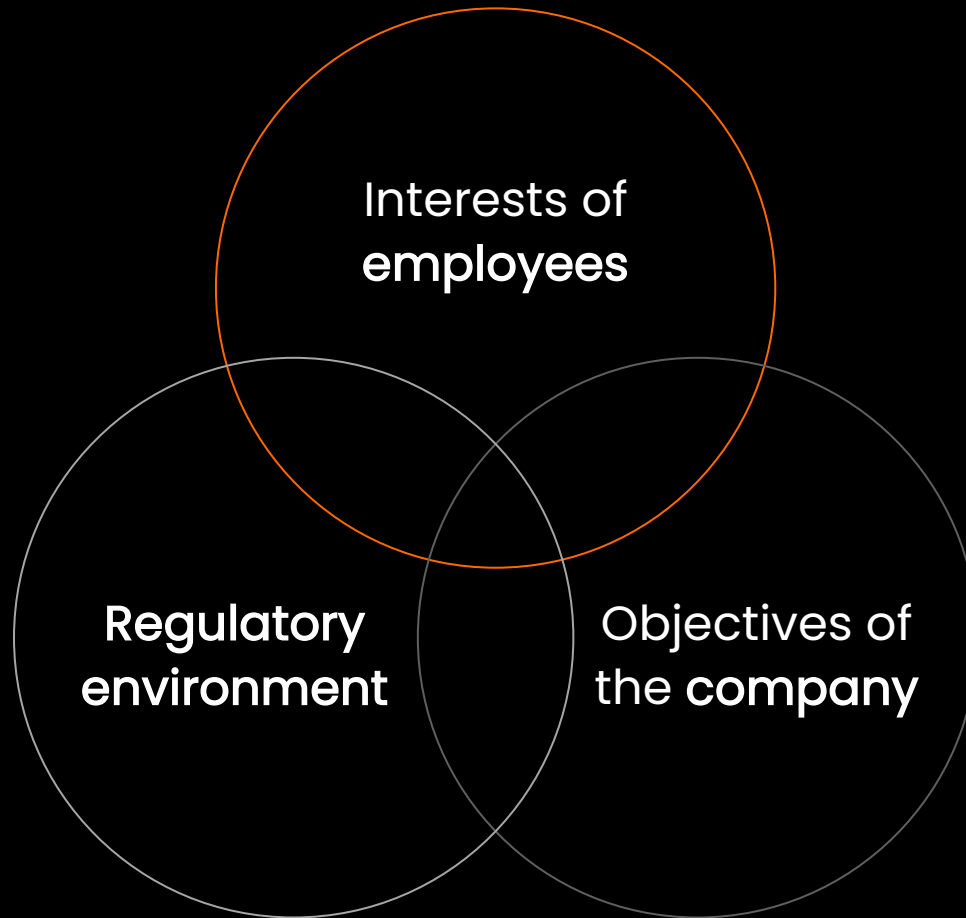 Interests of
employees
Regulatory
environment
Objectives of
the company